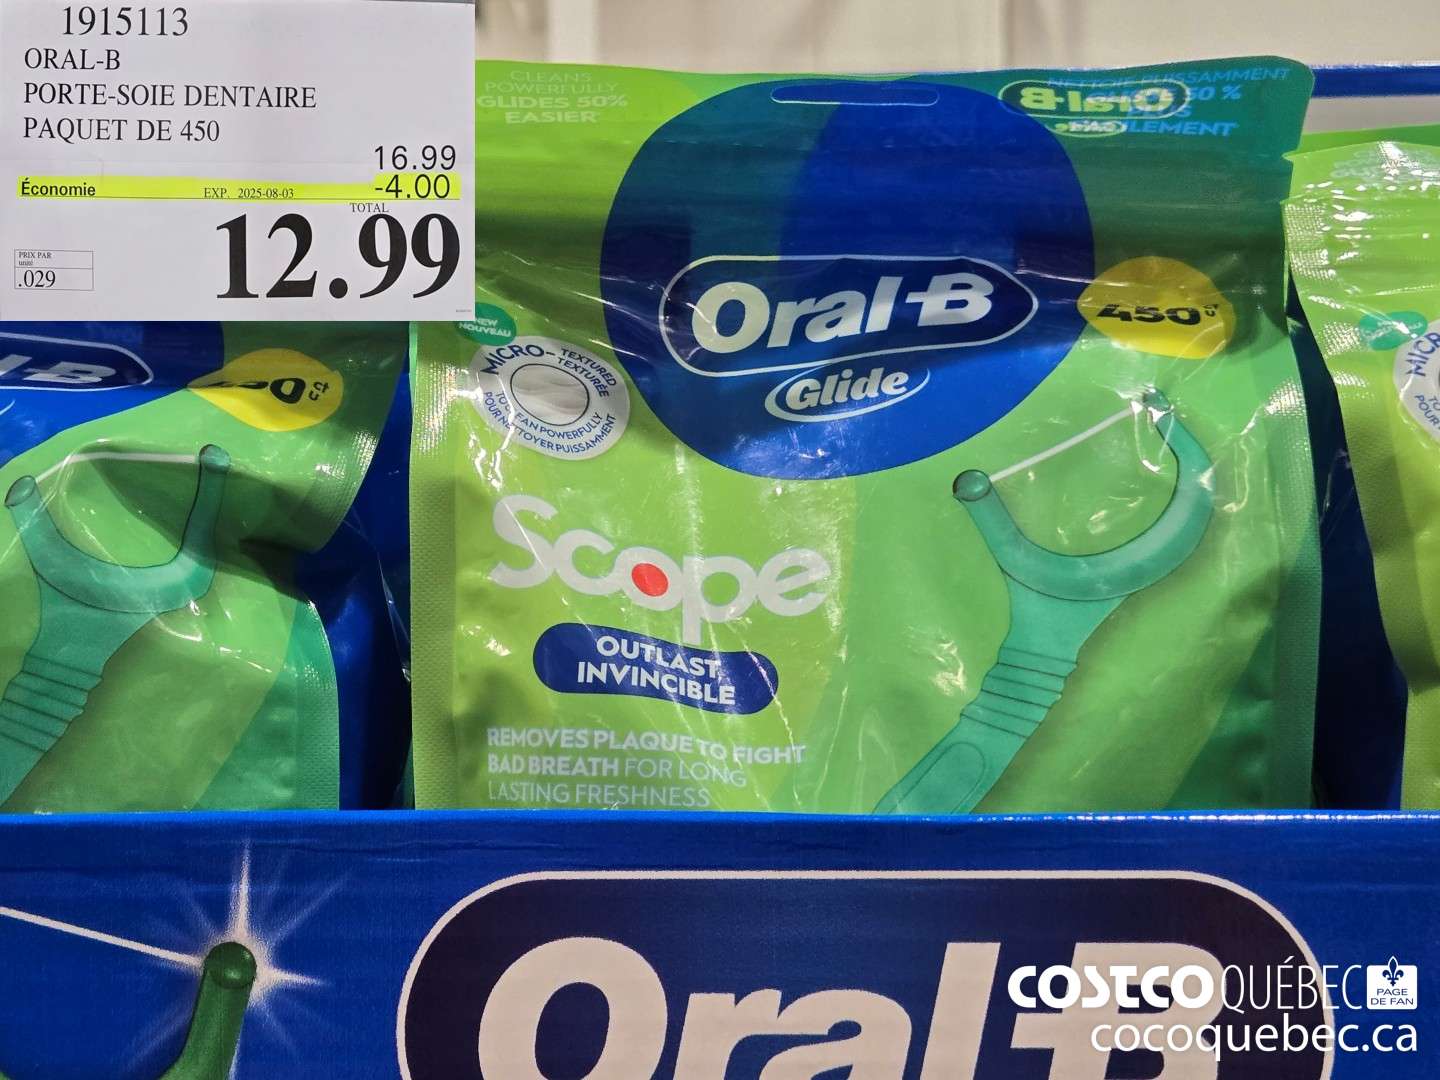 1915113
ORAL-B
PORTE-SOIE DENTAIRE
PAQUET DE 450
16.99
Économie EXP. 2025-08-03 -4.00
TOTAL
12.99
PRIX PAR
unité
.029
CLEANS
POWERFULLY
GLIDES 50%
EASIER
NETTOIE PUISSAMMENT
50 %
Oral-B
Oral-B
Glide
450 CT
NEW
NOUVEAU
MICRO-TEXTURED
TEXTURÉE
TO CLEAN POWERFULLY
POUR NETTOYER PUISSAMMENT
Scope
OUTLAST
INVINCIBLE
REMOVES PLAQUE TO FIGHT
BAD BREATH FOR LONG
LASTING FRESHNESS
Oral-B
COSTCO QUÉBEC
PAGE
DE FAN
cocoquebec.ca